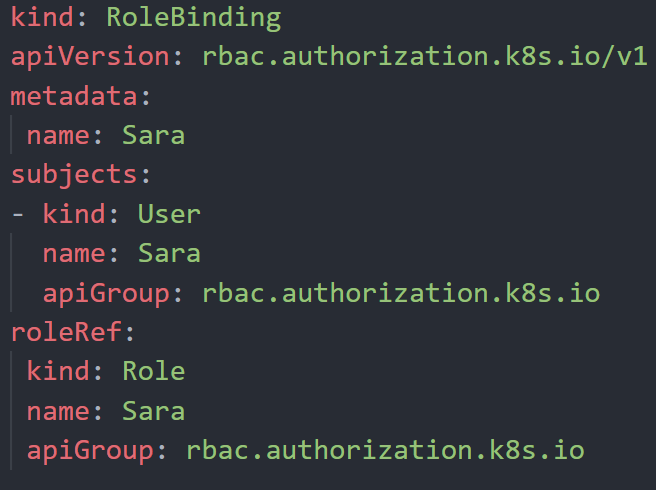 kind: RoleBinding
apiVersion: rbac.authorization.k8s.io/v1
metadata:
 name: Sara
subjects:
- kind: User
  name: Sara
  apiGroup: rbac.authorization.k8s.io
roleRef:
 kind: Role
 name: Sara
 apiGroup: rbac.authorization.k8s.io